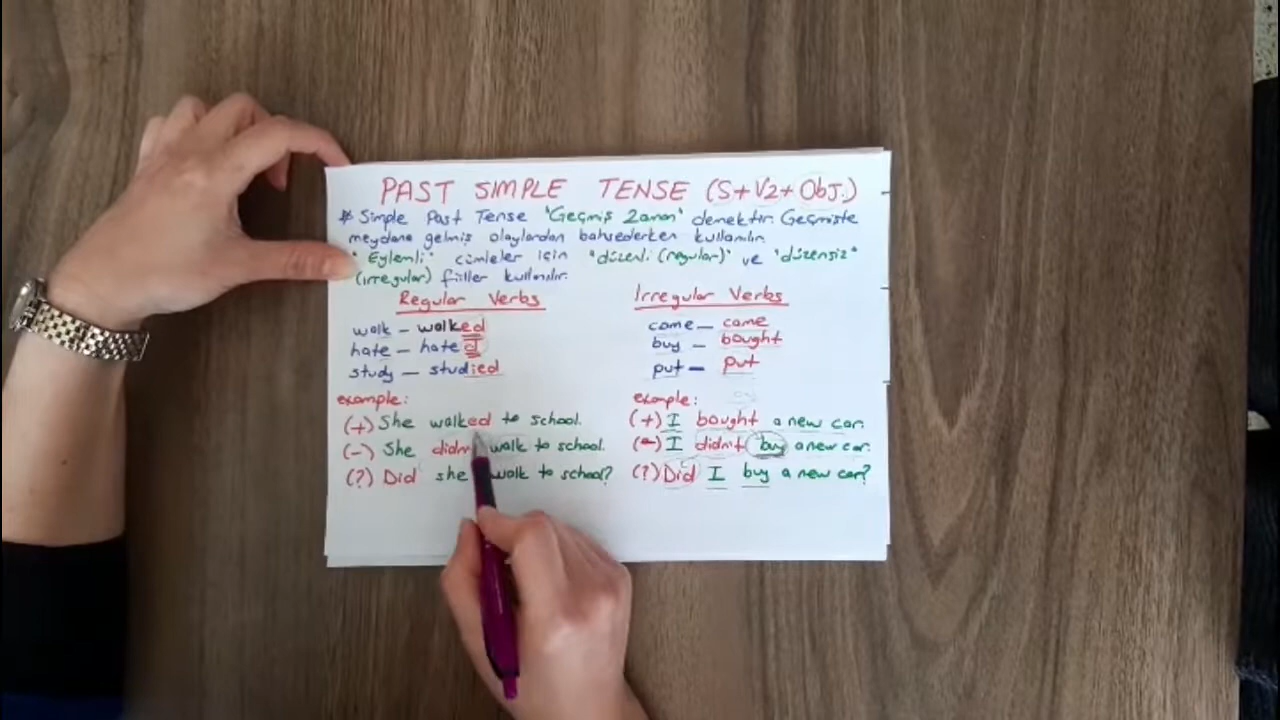 PAST SIMPLE TENSE (S+V2+Obj.)
* Simple Past Tense "Geçmiş Zaman" demektir. Geçmişte
meydana gelmiş olaylardan bahsederken kullanılır.
* "Eylemli" cümleler için "düzenli (regular)" ve "düzensiz"
(irregular) fiiller kullanılır.
Regular Verbs
walk – walked
hate – hated
study – studied
example:
(+) She walked to school.
(-) She didn walk to school.
(?) Did she walk to school?
Irregular Verbs
come – came
buy – bought
put – put
example:
(+) I bought a new car.
(-) I didn't buy a new car.
(?) Did I buy a new car?